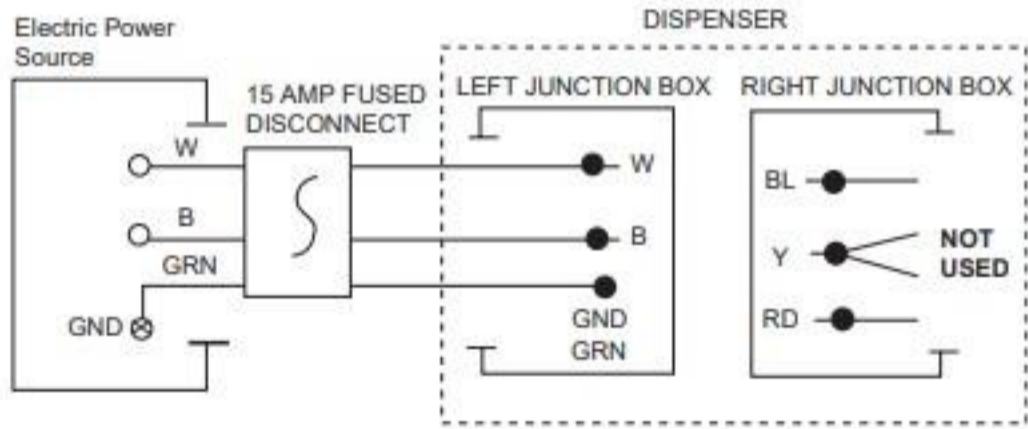 Electric Power
Source
DISPENSER
15 AMP FUSED
DISCONNECT
LEFT JUNCTION BOX
RIGHT JUNCTION BOX
W
W
B
B
GRN
GND
GND
GRN
BL
Y
NOT
USED
RD